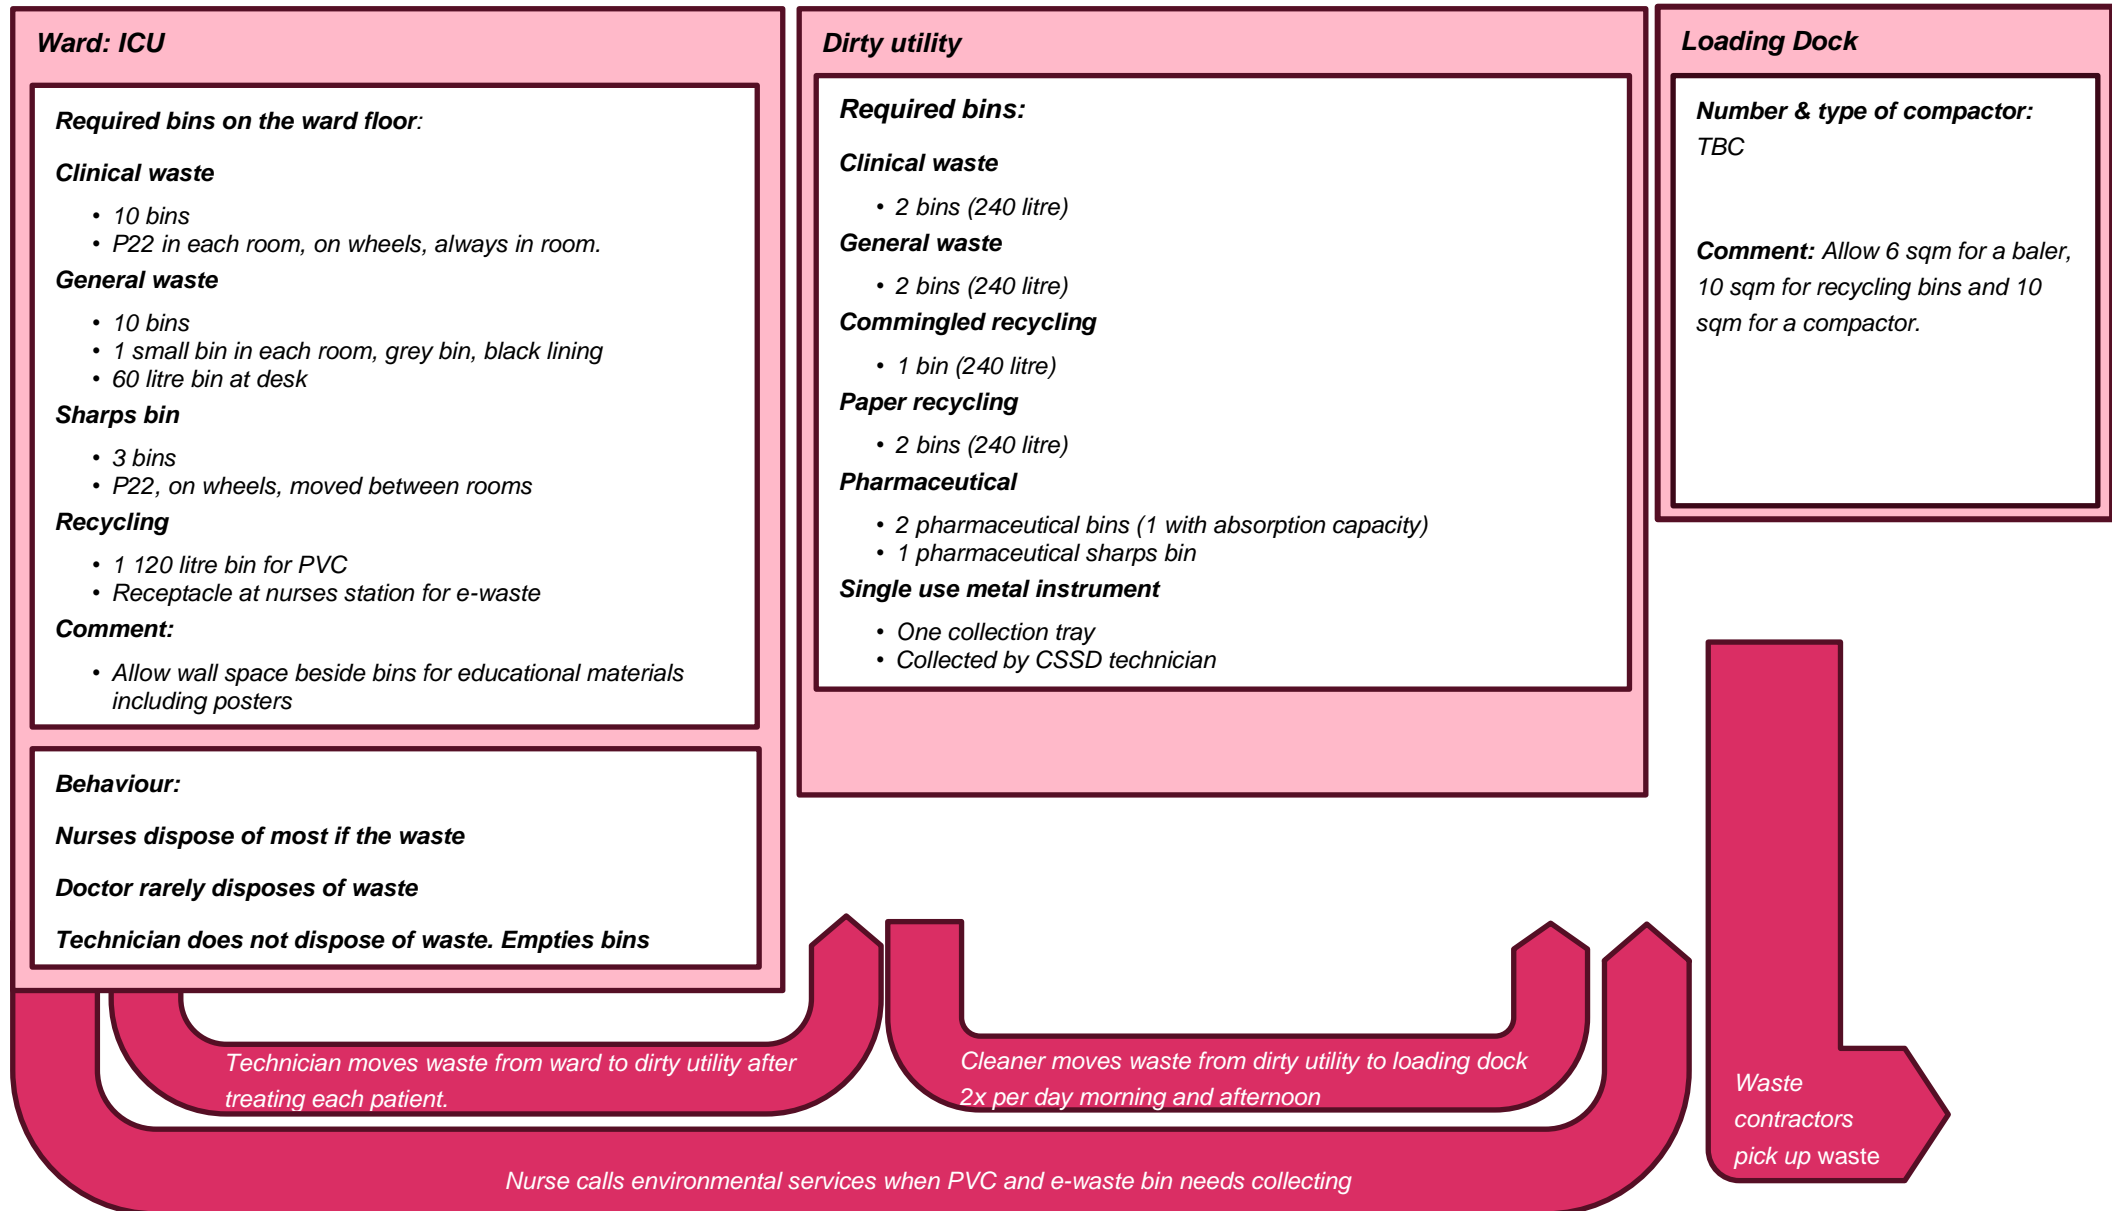 Ward: ICU
Required bins on the ward floor:
Clinical waste
• 10 bins
• P22 in each room, on wheels, always in room.
General waste
• 10 bins
• 1 small bin in each room, grey bin, black lining
• 60 litre bin at desk
Sharps bin
• 3 bins
• P22, on wheels, moved between rooms
Recycling
• 1 120 litre bin for PVC
• Receptacle at nurses station for e-waste
Comment:
• Allow wall space beside bins for educational materials
including posters
Behaviour:
Nurses dispose of most if the waste
Doctor rarely disposes of waste
Technician does not dispose of waste. Empties bins
Dirty utility
Required bins:
Clinical waste
• 2 bins (240 litre)
General waste
• 2 bins (240 litre)
Commingled recycling
• 1 bin (240 litre)
Paper recycling
• 2 bins (240 litre)
Pharmaceutical
• 2 pharmaceutical bins (1 with absorption capacity)
• 1 pharmaceutical sharps bin
Single use metal instrument
• One collection tray
• Collected by CSSD technician
Loading Dock
Number & type of compactor:
TBC
Comment: Allow 6 sqm for a baler,
10 sqm for recycling bins and 10
sqm for a compactor.
Technician moves waste from ward to dirty utility after
treating each patient.
Cleaner moves waste from dirty utility to loading dock
2x per day morning and afternoon
Nurse calls environmental services when PVC and e-waste bin needs collecting
Waste
contractors
pick up waste